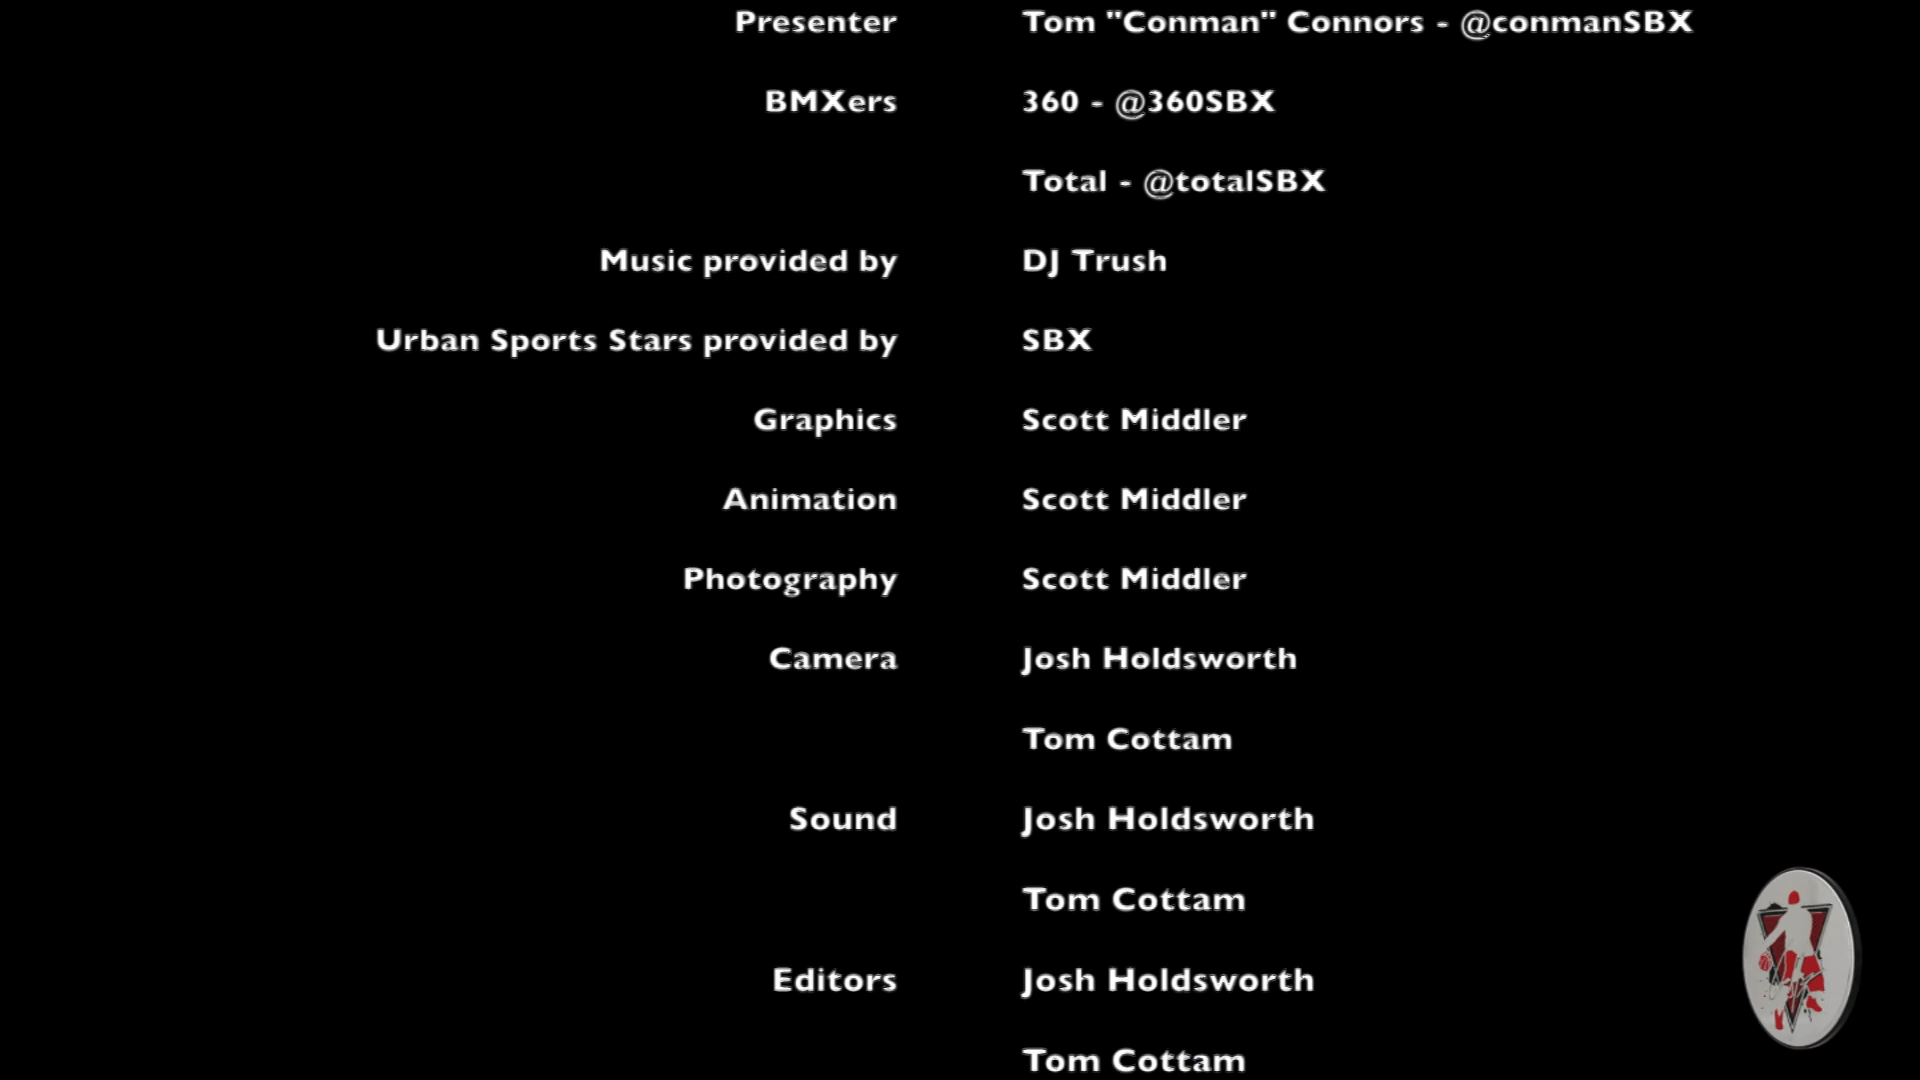 Presenter Tom "Conman" Connors - @conmanSBX
BMXers 360 - @360SBX
Total - @totalSBX
Music provided by DJ Trush
Urban Sports Stars provided by SBX
Graphics Scott Middler
Animation Scott Middler
Photography Scott Middler
Camera Josh Holdsworth
Tom Cottam
Sound Josh Holdsworth
Tom Cottam
Editors Josh Holdsworth
Tom Cottam